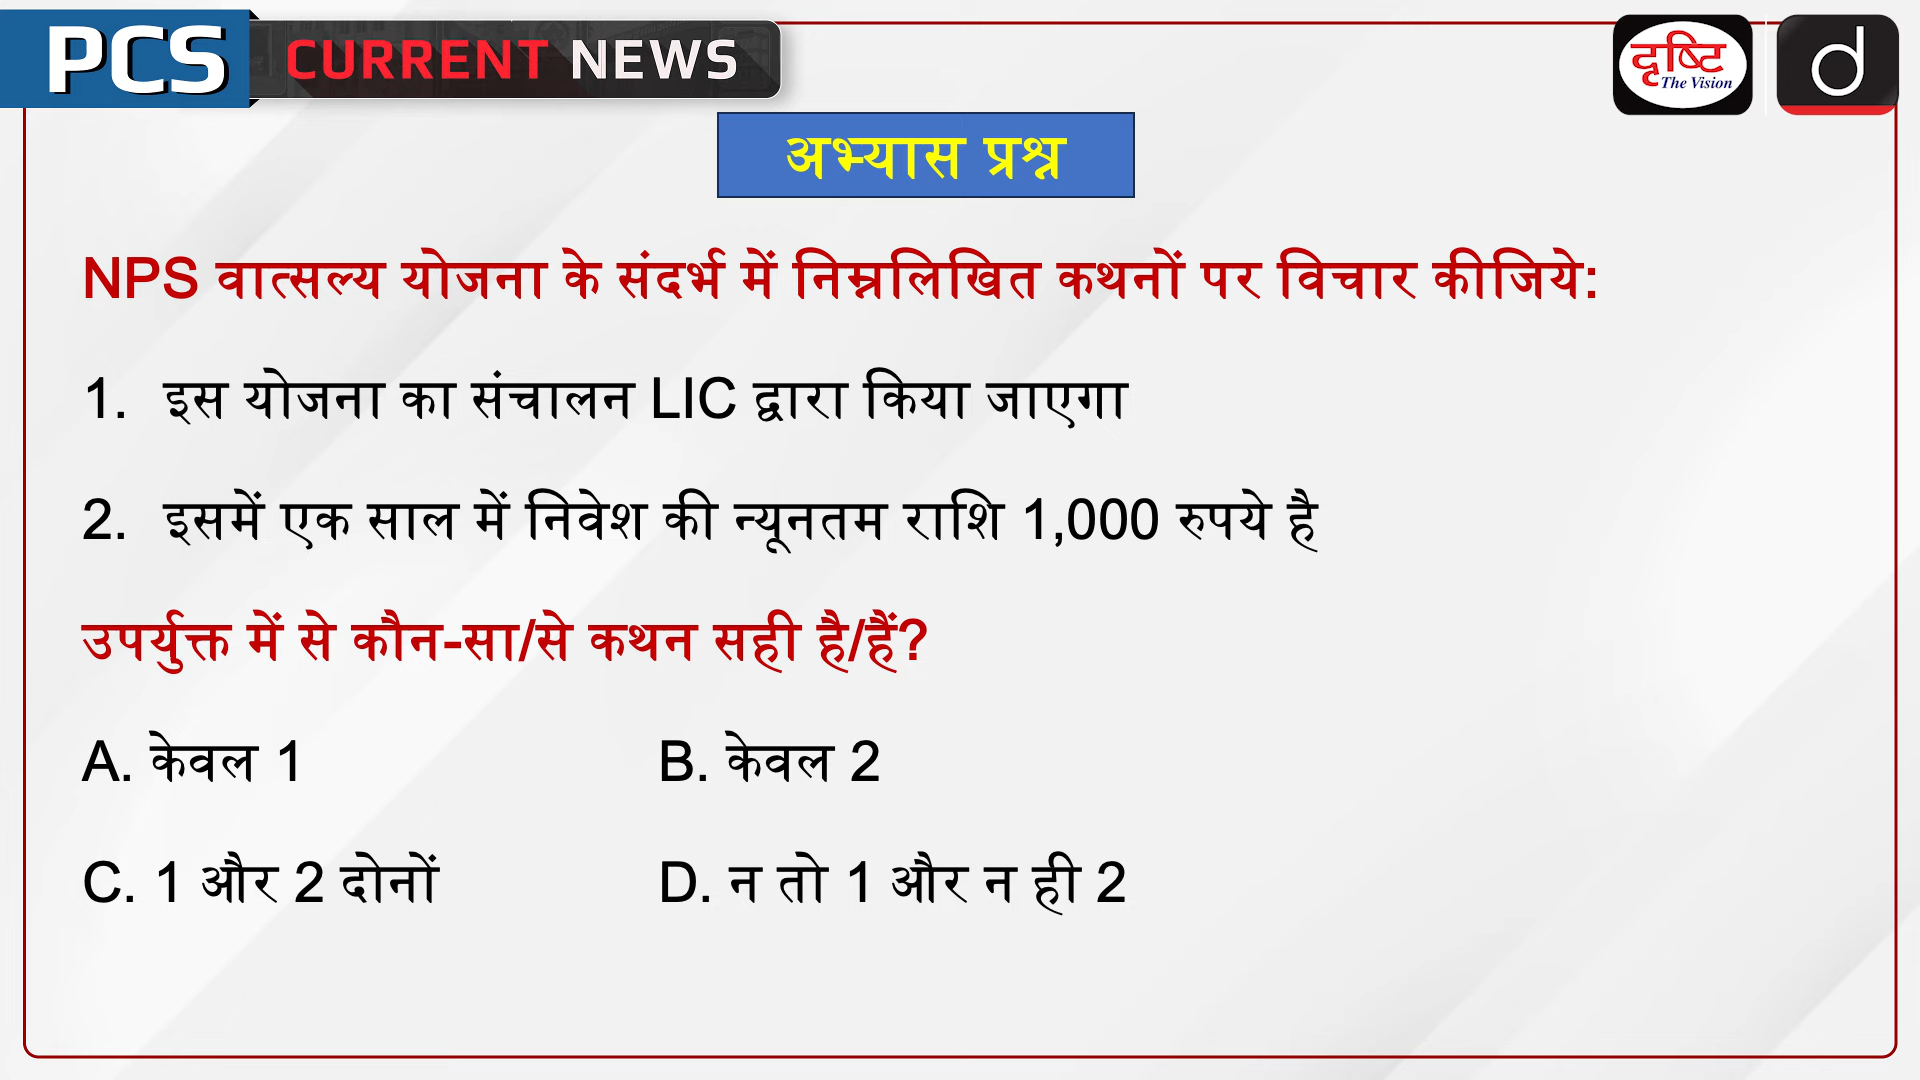 PCS CURRENT NEWS
दृष्टि
The Vision
d
अभ्यास प्रश्न
NPS वात्सल्य योजना के संदर्भ में निम्नलिखित कथनों पर विचार कीजिये:
1. इस योजना का संचालन LIC द्वारा किया जाएगा
2. इसमें एक साल में निवेश की न्यूनतम राशि 1,000 रुपये है
उपर्युक्त में से कौन-सा/से कथन सही है/हैं?
A. केवल 1 B. केवल 2
C. 1 और 2 दोनों D. न तो 1 और न ही 2